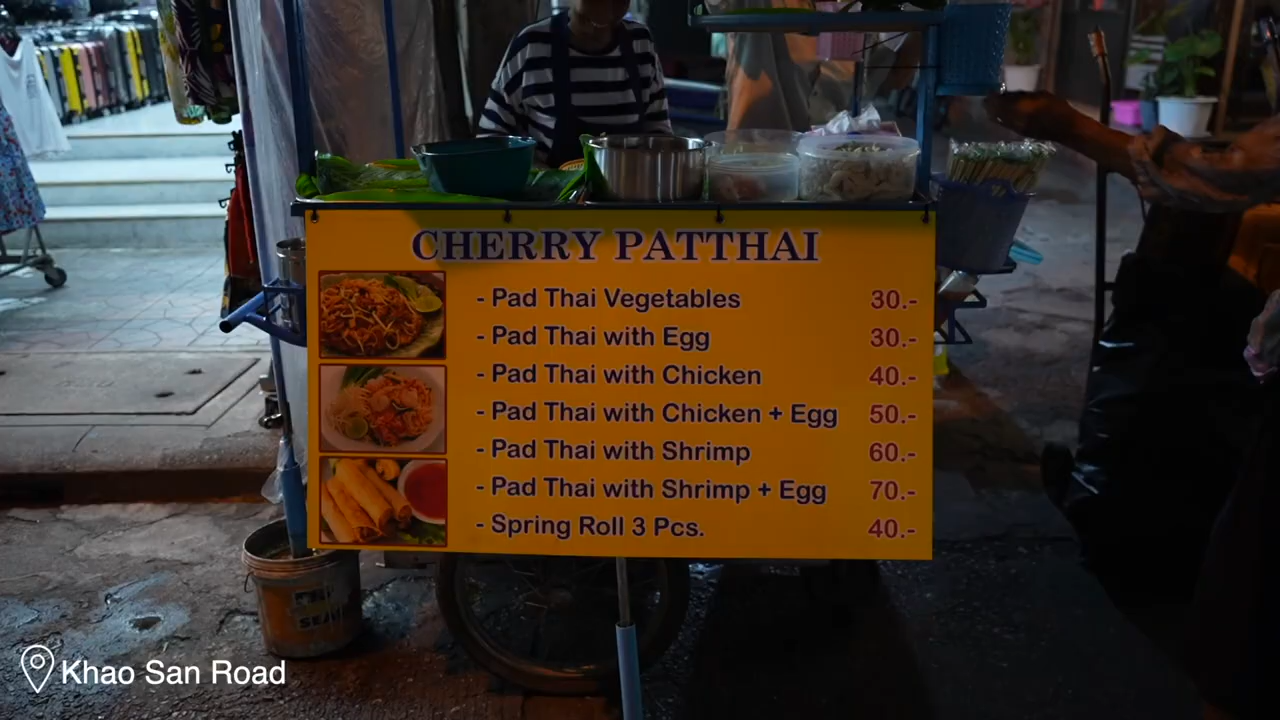 CHERRY PATTHAI
- Pad Thai Vegetables 30.-
- Pad Thai with Egg 30.-
- Pad Thai with Chicken 40.-
- Pad Thai with Chicken + Egg 50.-
- Pad Thai with Shrimp 60.-
- Pad Thai with Shrimp + Egg 70.-
- Spring Roll 3 Pcs. 40.-
Khao San Road